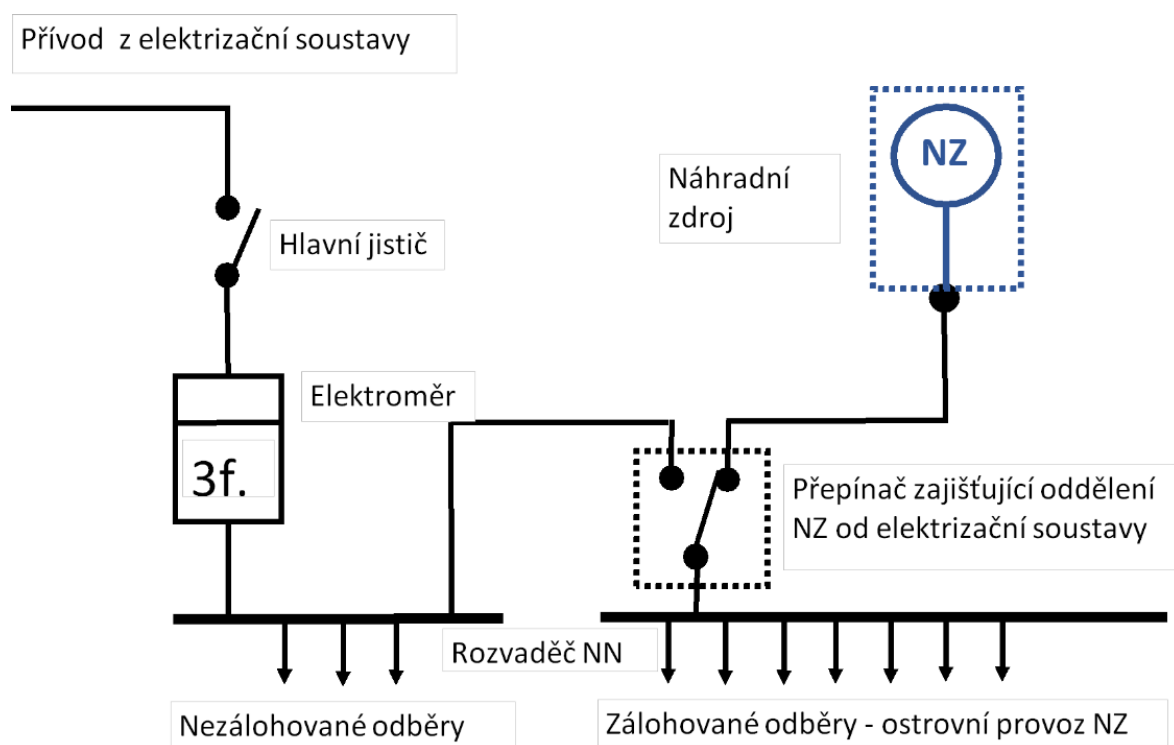 Přívod z elektrizační soustavy
NZ
Náhradní
zdroj
Hlavní jistič
Elektroměr
3f.
Přepínač zajišťující oddělení
NZ od elektrizační soustavy
Rozvaděč NN
Nezálohované odběry
Zálohované odběry - ostrovní provoz NZ